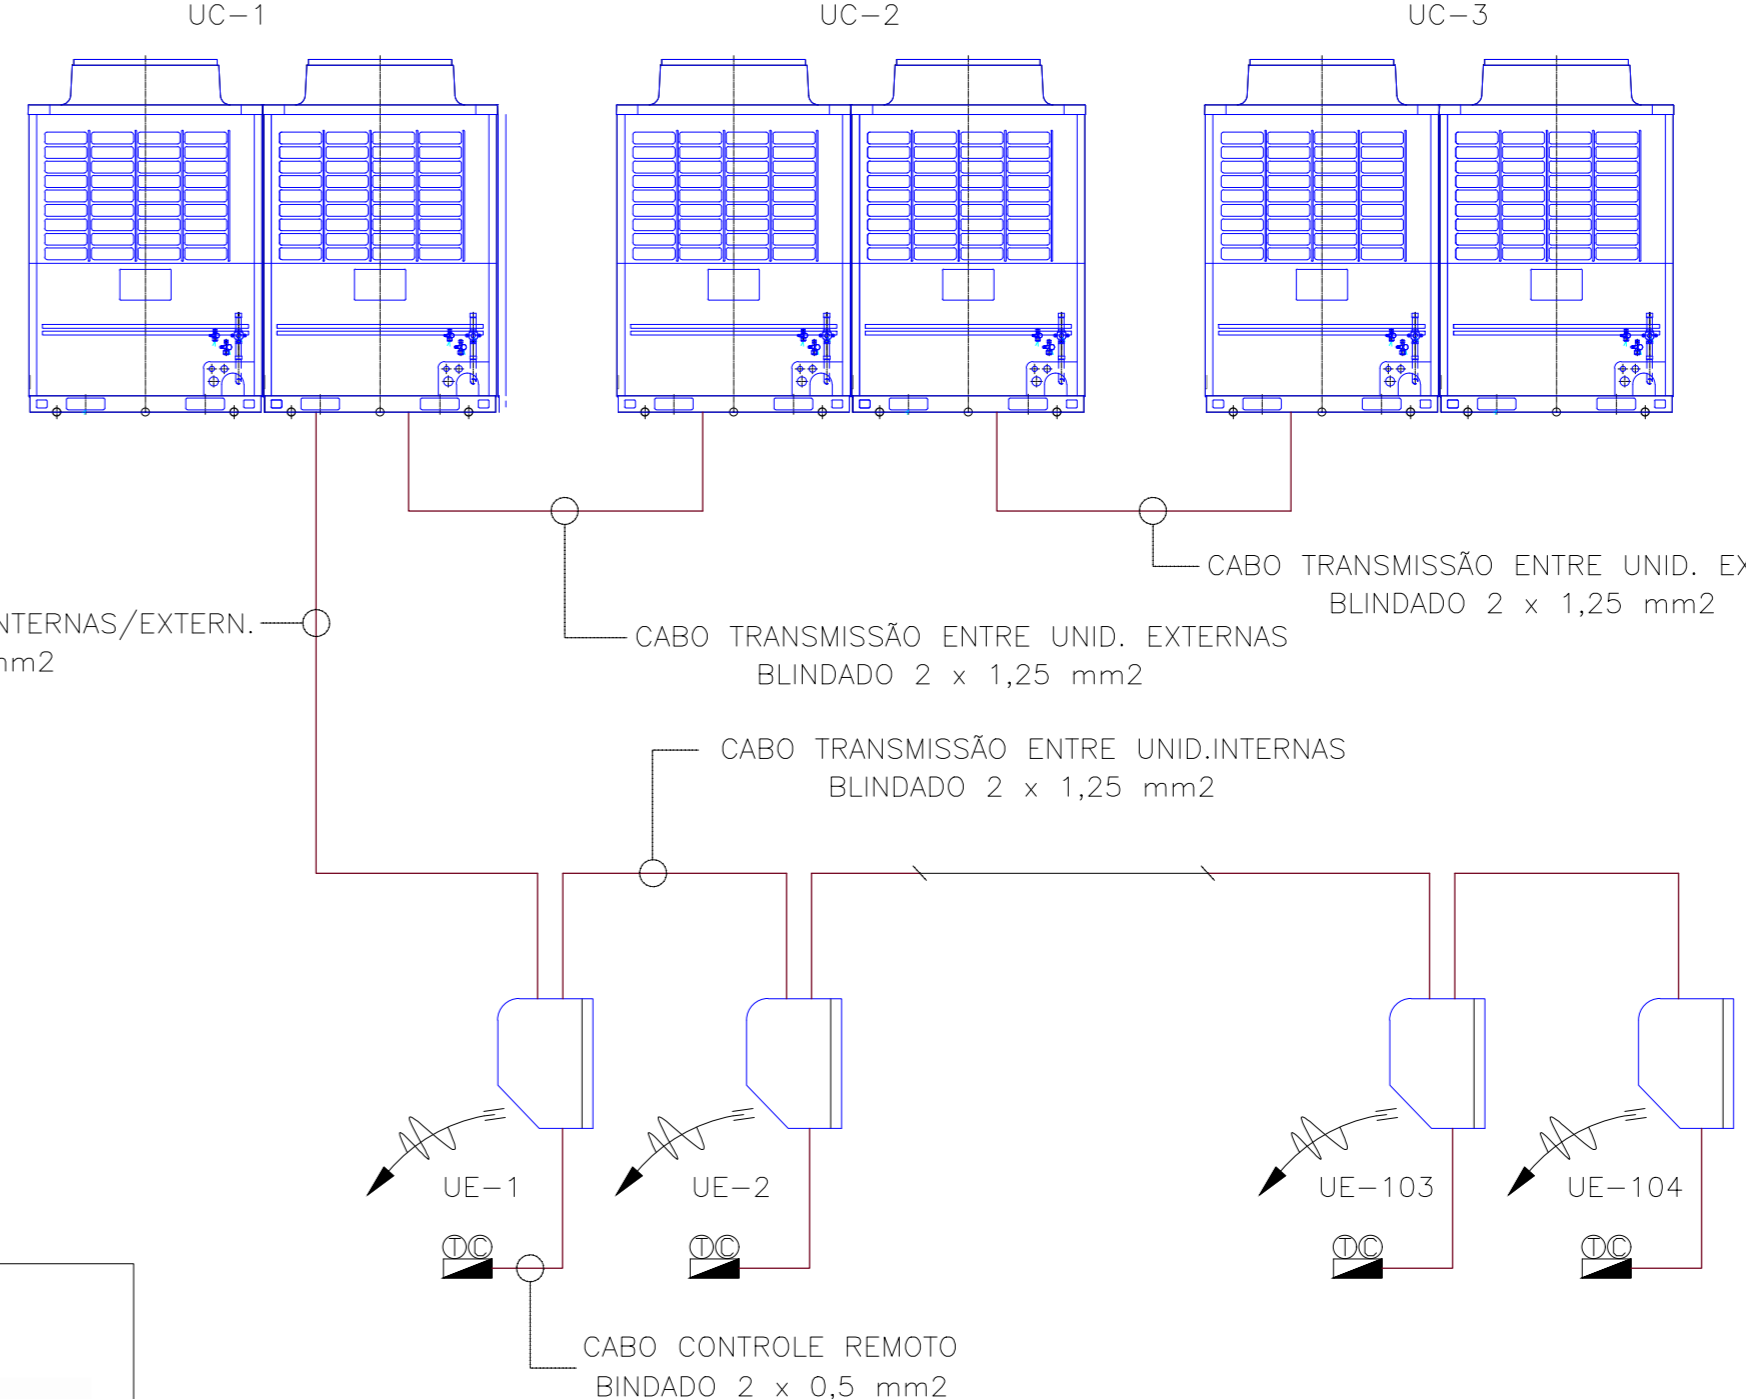 UC-1
UC-2
UC-3
CABO TRANSMISSÃO ENTRE UNID.
BLINDADO 2 x 1,25 mm2
NTERNAS/EXTERN.
mm2
CABO TRANSMISSÃO ENTRE UNID. EXTERNAS
BLINDADO 2 x 1,25 mm2
CABO TRANSMISSÃO ENTRE UNID.INTERNAS
BLINDADO 2 x 1,25 mm2
UE-1
UE-2
UE-103
UE-104
TC
TC
TC
TC
CABO CONTROLE REMOTO
BINDADO 2 x 0,5 mm2